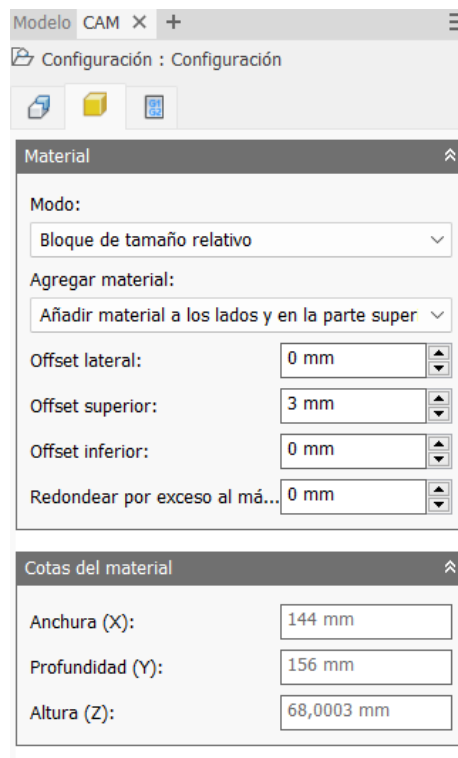 Modelo CAM × +
Configuración : Configuración
G1
G2
Material
Modo:
Bloque de tamaño relativo
Agregar material:
Añadir material a los lados y en la parte super
Offset lateral: 0 mm
Offset superior: 3 mm
Offset inferior: 0 mm
Redondear por exceso al má... 0 mm
Cotas del material
Anchura (X): 144 mm
Profundidad (Y): 156 mm
Altura (Z): 68,0003 mm